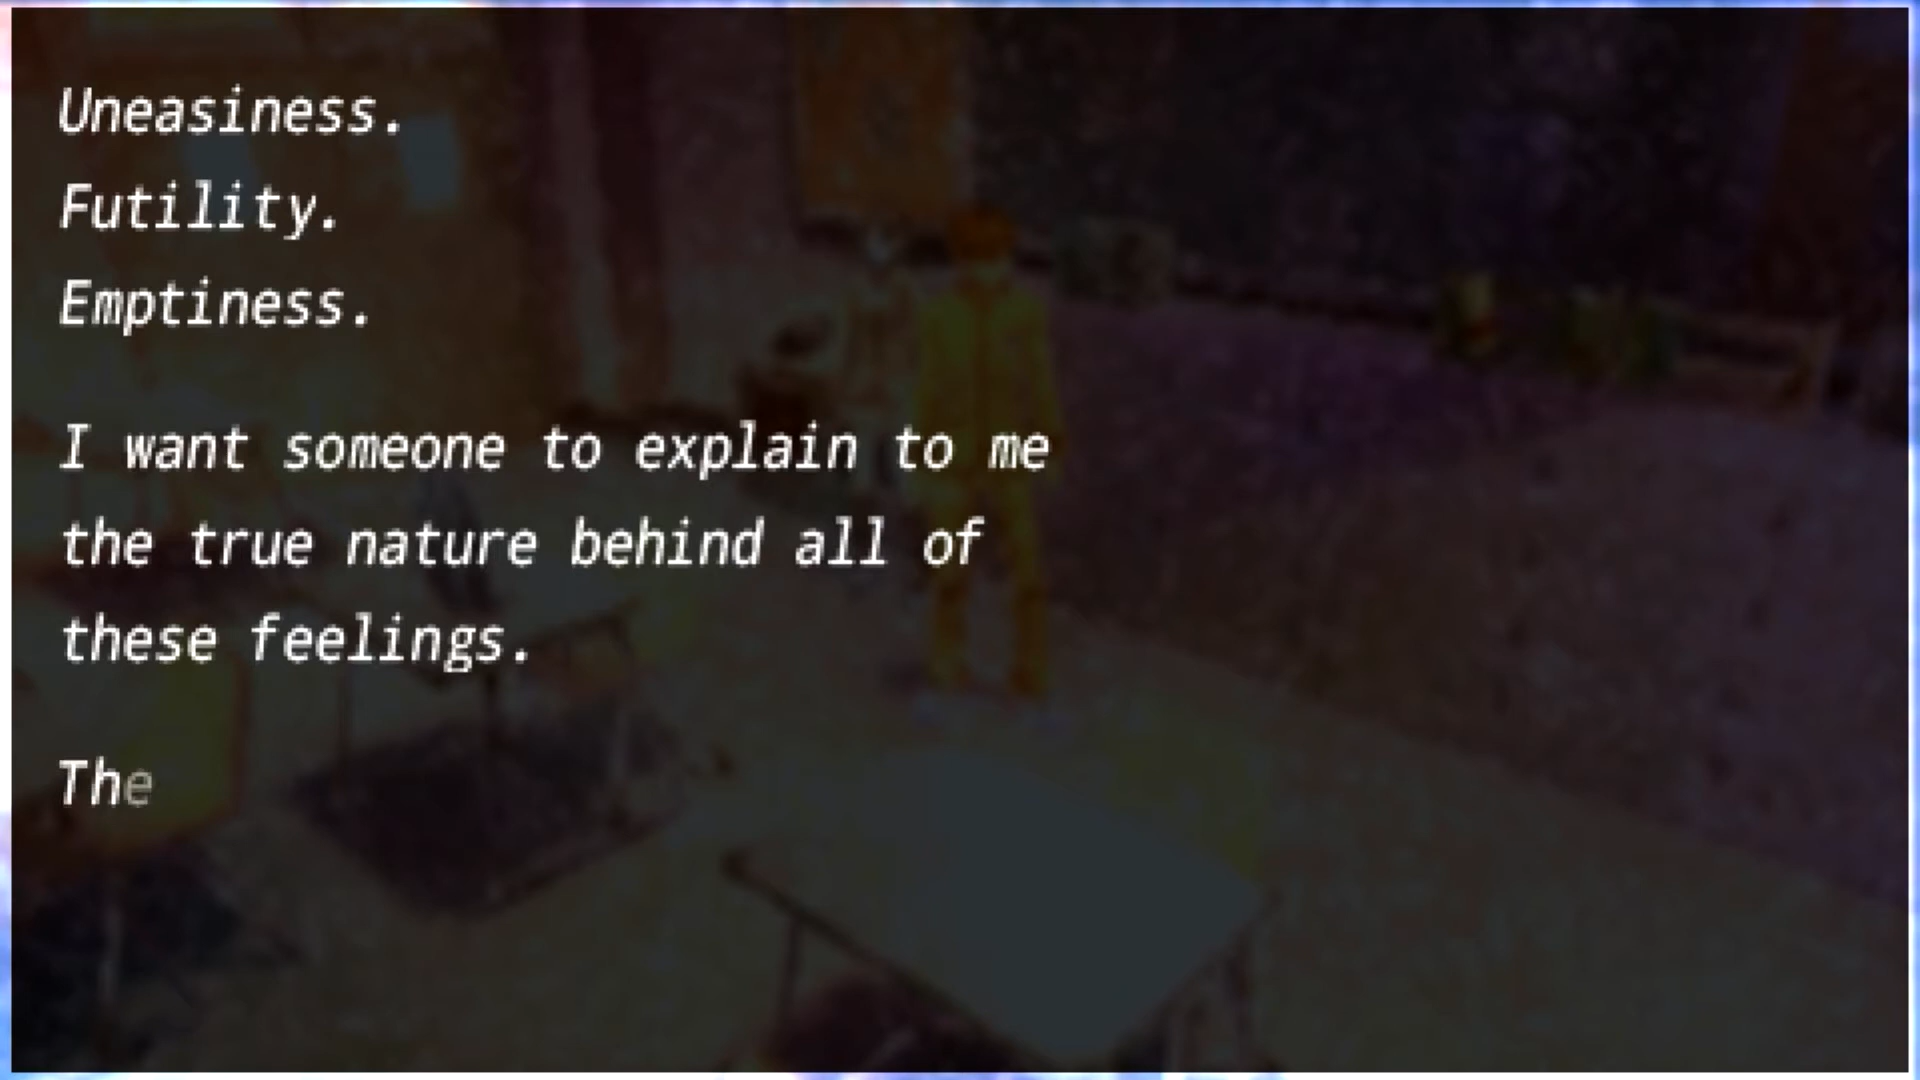 Uneasiness.
Futility.
Emptiness.
I want someone to explain to me
the true nature behind all of
these feelings.
The